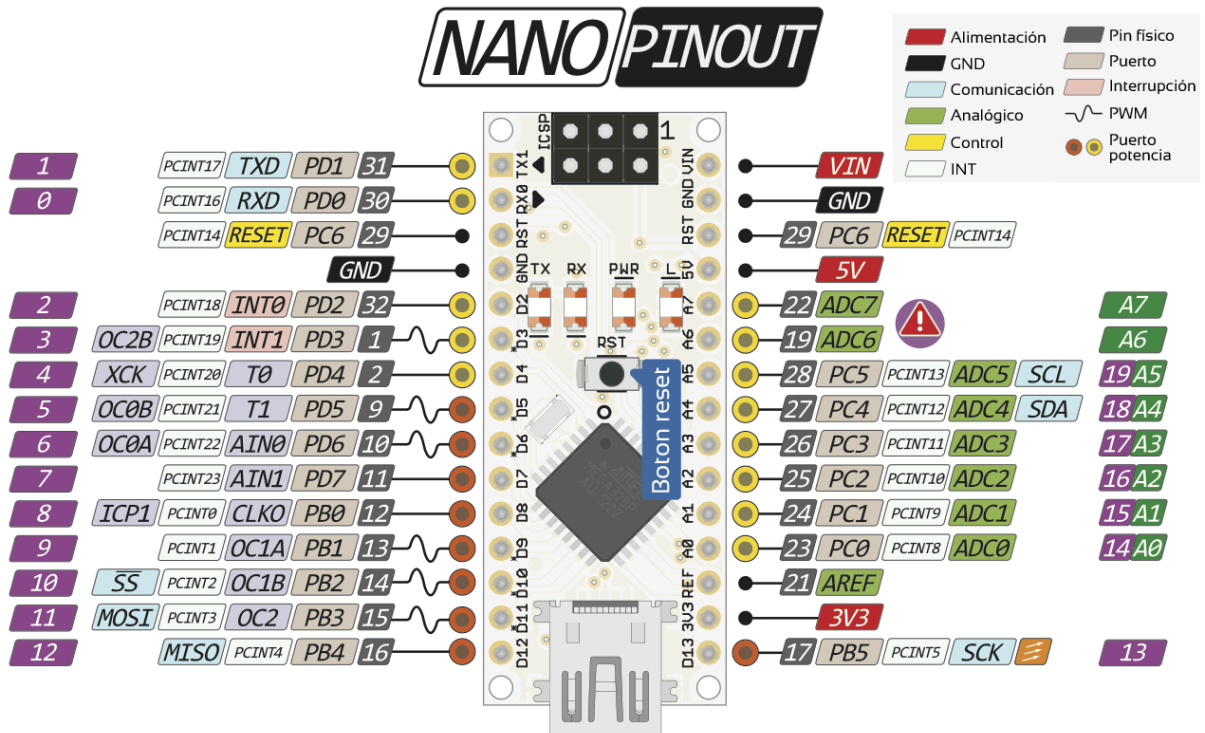 NANO PINOUT
Alimentación
GND
Comunicación
Analógico
Control
INT
Pin físico
Puerto
Interrupción
PWM
Puerto potencia
1 PCINT17 TXD PD1 31
0 PCINT16 RXD PD0 30
PCINT14 RESET PC6 29
GND
2 PCINT18 INT0 PD2 32
3 OC2B PCINT19 INT1 PD3 1
4 XCK PCINT20 T0 PD4 2
5 OC0B PCINT21 T1 PD5 9
6 OC0A PCINT22 AIN0 PD6 10
7 PCINT23 AIN1 PD7 11
8 ICP1 PCINT0 CLKO PB0 12
9 PCINT1 OC1A PB1 13
10 SS PCINT2 OC1B PB2 14
11 MOSI PCINT3 OC2 PB3 15
12 MISO PCINT4 PB4 16
ICSP
1
TX1
RX0
RST
GND
D2
*D3
D4
*D5
*D6
D7
D8
*D9
*D10
*D11
D12
TX RX PWR L
RST
Boton reset
VIN
GND
RST
5V
A7
A6
A5
A4
A3
A2
A1
A0
REF
3V3
D13
VIN
GND
29 PC6 RESET PCINT14
5V
22 ADC7 A7
19 ADC6 A6
28 PC5 PCINT13 ADC5 SCL 19 A5
27 PC4 PCINT12 ADC4 SDA 18 A4
26 PC3 PCINT11 ADC3 17 A3
25 PC2 PCINT10 ADC2 16 A2
24 PC1 PCINT9 ADC1 15 A1
23 PC0 PCINT8 ADC0 14 A0
21 AREF
3V3
17 PB5 PCINT5 SCK 13